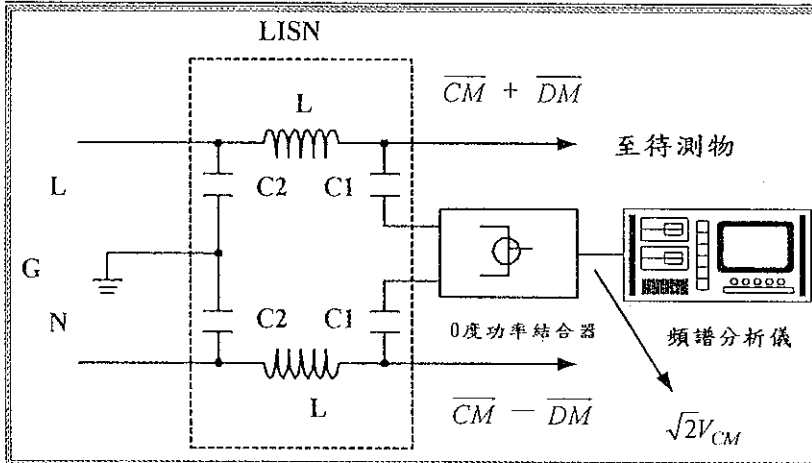 LISN
L
CM + DM
至待測物
L
C2
C1
G
N
C2
C1
0度功率結合器
頻譜分析儀
L
CM − DM
√2V_CM